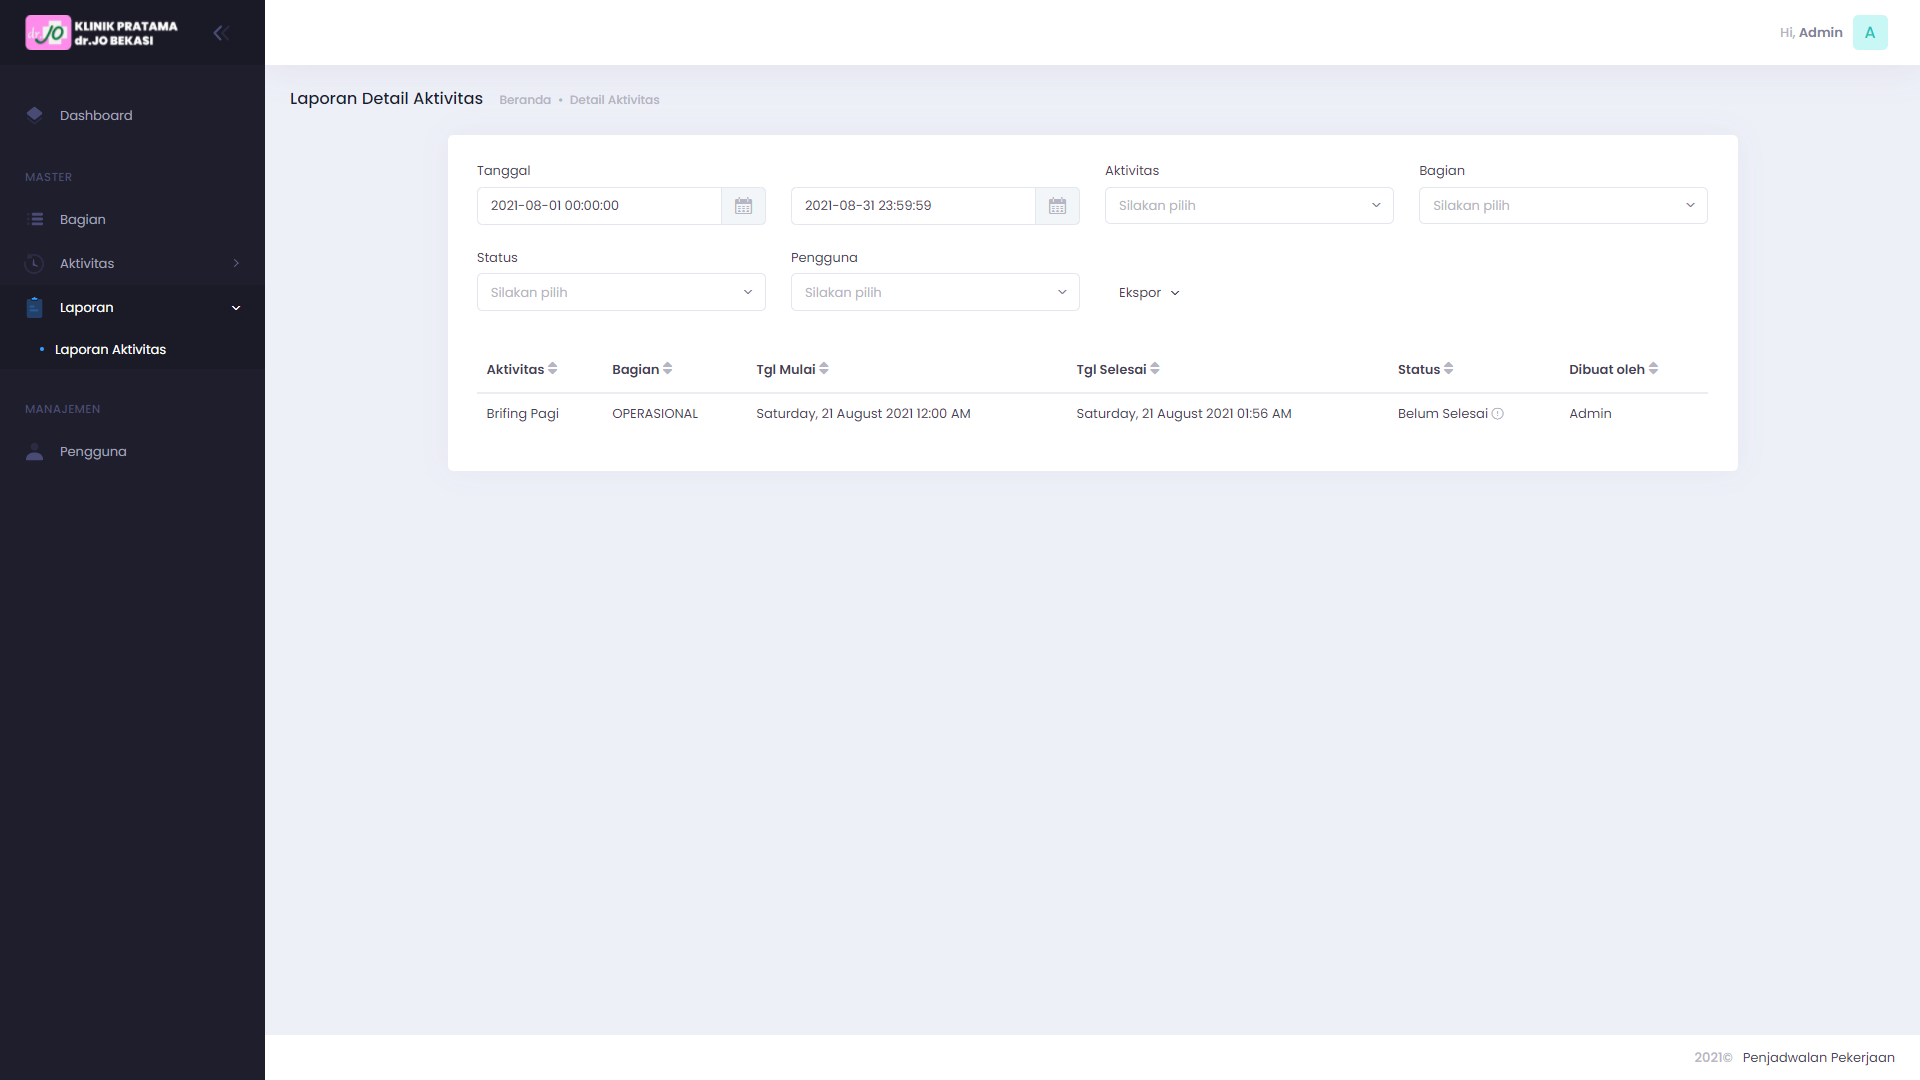 dr.JO KLINIK PRATAMA
dr.JO BEKASI
Hi, Admin A
Dashboard
MASTER
Bagian
Aktivitas
Laporan
Laporan Aktivitas
MANAJEMEN
Pengguna
Laporan Detail Aktivitas Beranda • Detail Aktivitas
Tanggal Aktivitas Bagian
2021-08-01 00:00:00 2021-08-31 23:59:59 Silakan pilih Silakan pilih
Status Pengguna
Silakan pilih Silakan pilih Ekspor
Aktivitas Bagian Tgl Mulai Tgl Selesai Status Dibuat oleh
Brifing Pagi OPERASIONAL Saturday, 21 August 2021 12:00 AM Saturday, 21 August 2021 01:56 AM Belum Selesai Admin
2021© Penjadwalan Pekerjaan